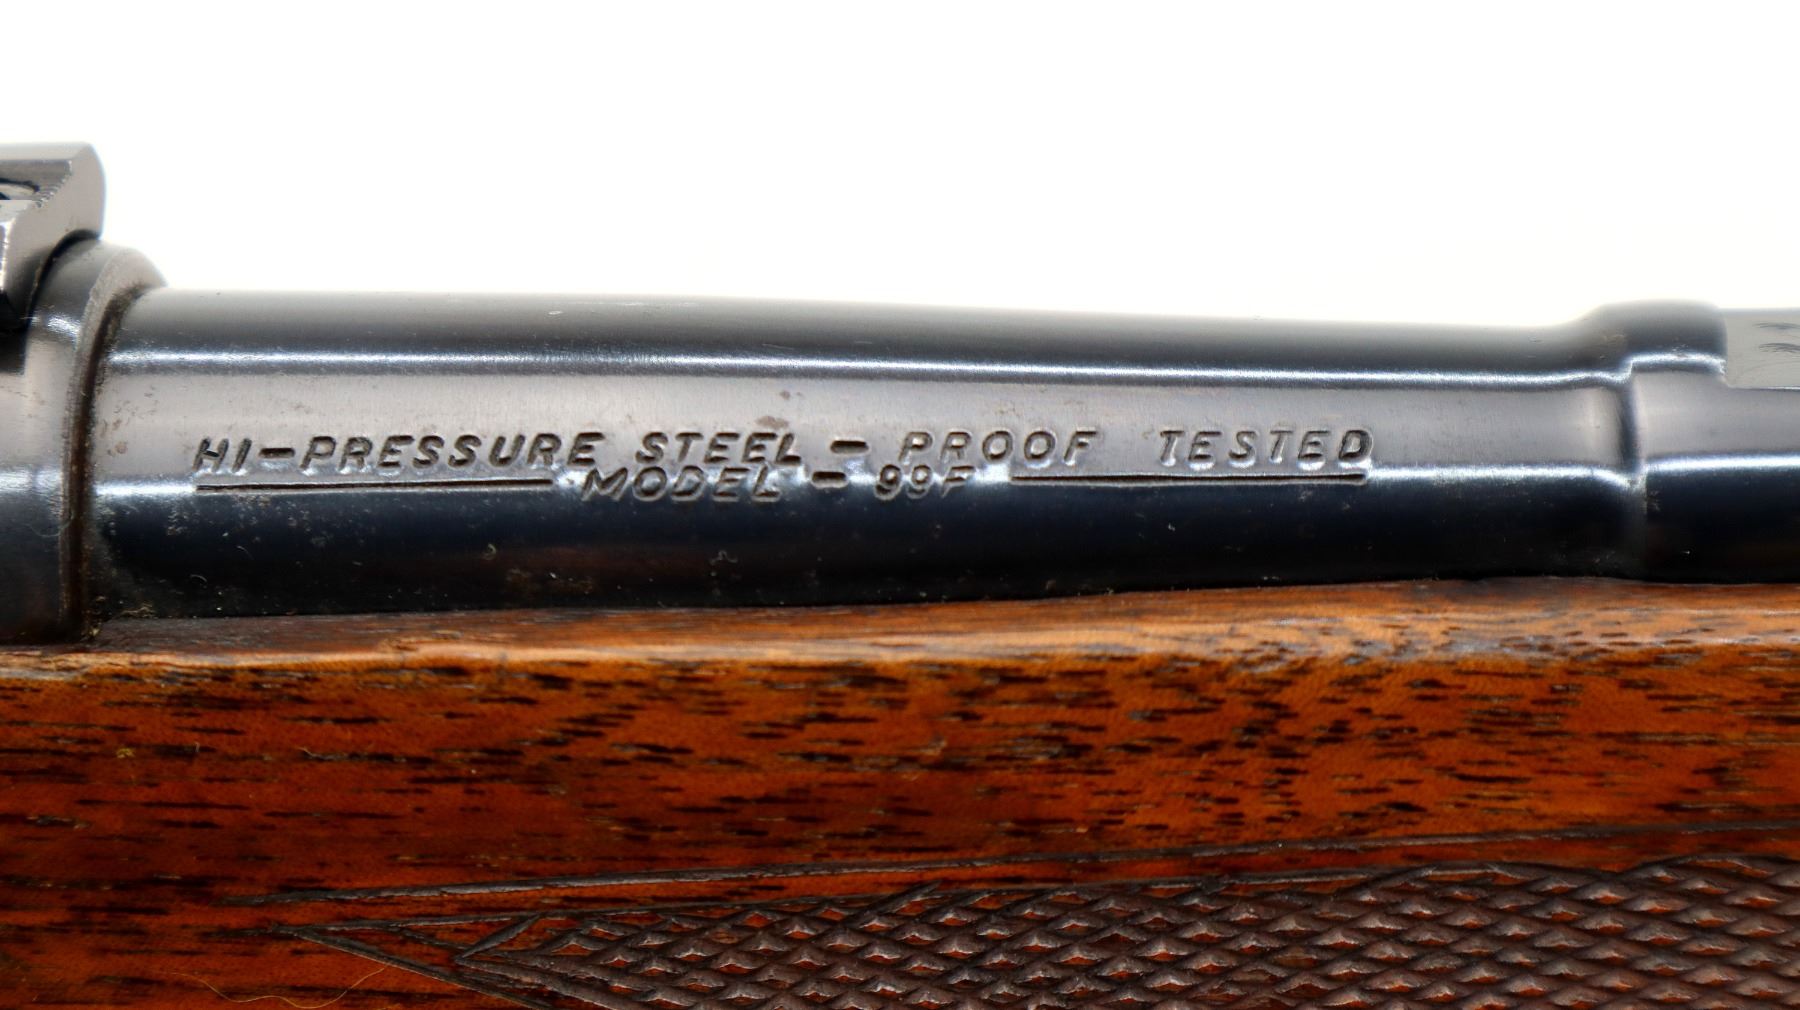 HI-PRESSURE STEEL - PROOF TESTED
MODEL - 99F